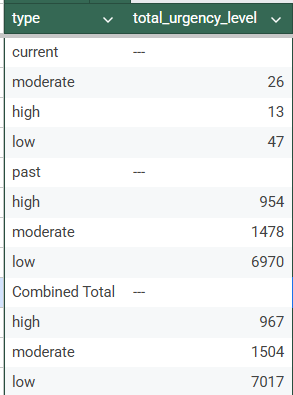 type total_urgency_level
current ---
moderate 26
high 13
low 47
past ---
high 954
moderate 1478
low 6970
Combined Total ---
high 967
moderate 1504
low 7017